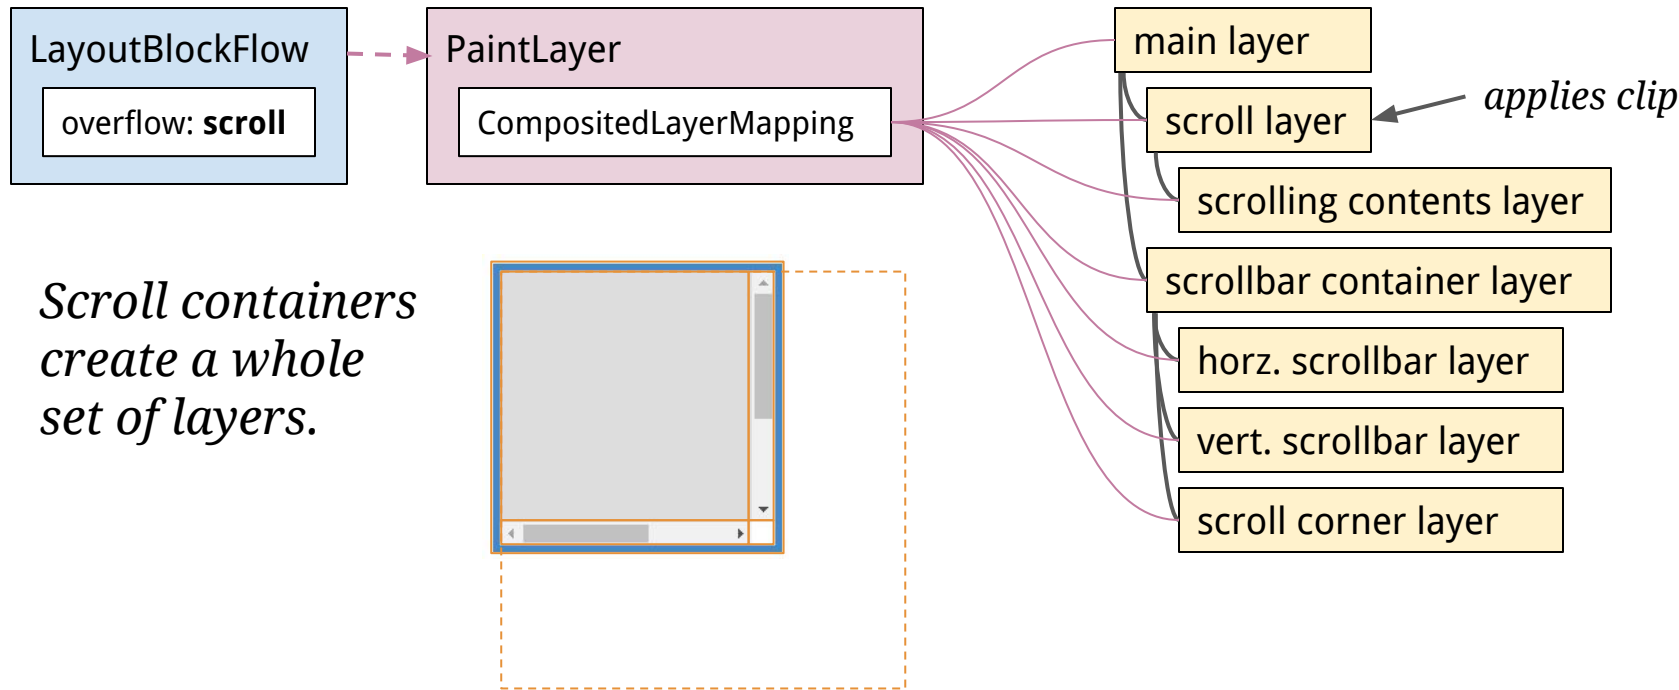 LayoutBlockFlow
overflow: scroll
PaintLayer
CompositedLayerMapping
main layer
scroll layer
applies clip
scrolling contents layer
scrollbar container layer
horz. scrollbar layer
vert. scrollbar layer
scroll corner layer
Scroll containers
create a whole
set of layers.